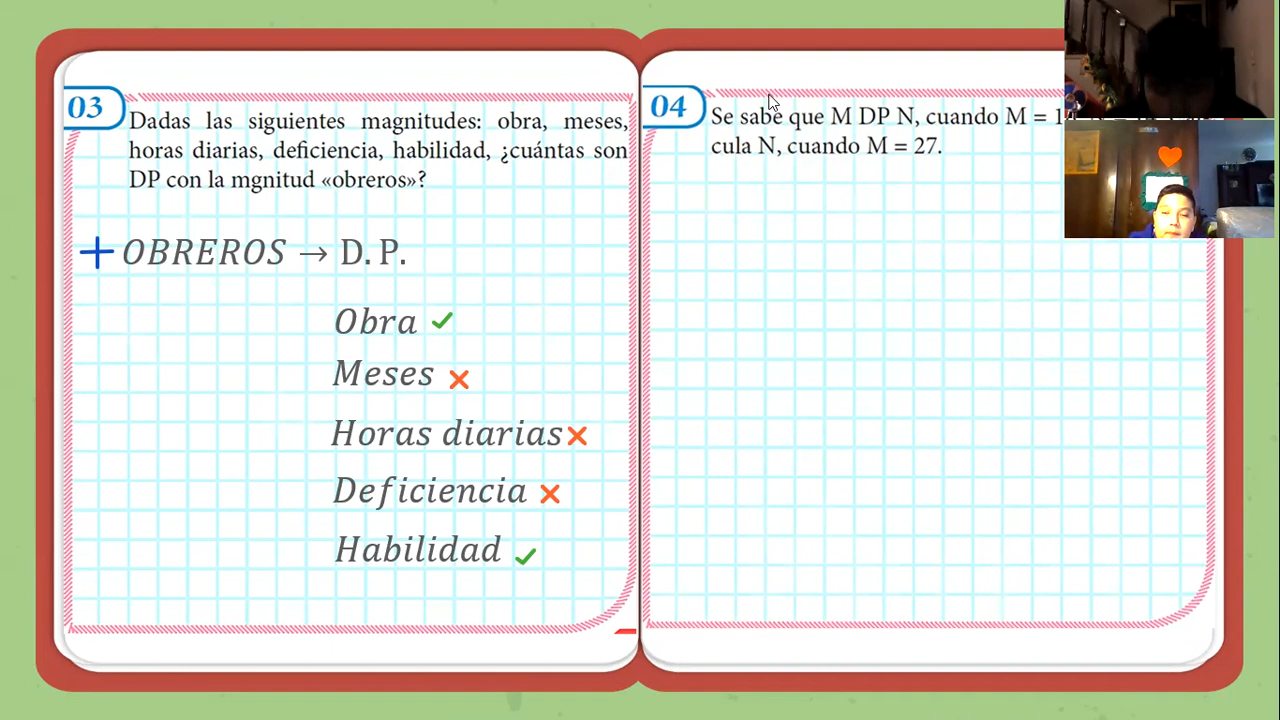 03
Dadas las siguientes magnitudes: obra, meses,
horas diarias, deficiencia, habilidad, ¿cuántas son
DP con la mgnitud «obreros»?
+ OBREROS → D.P.
Obra ✓
Meses ✗
Horas diarias ✗
Deficiencia ✗
Habilidad ✓
04
Se sabe que M DP N, cuando M = 1
cula N, cuando M = 27.